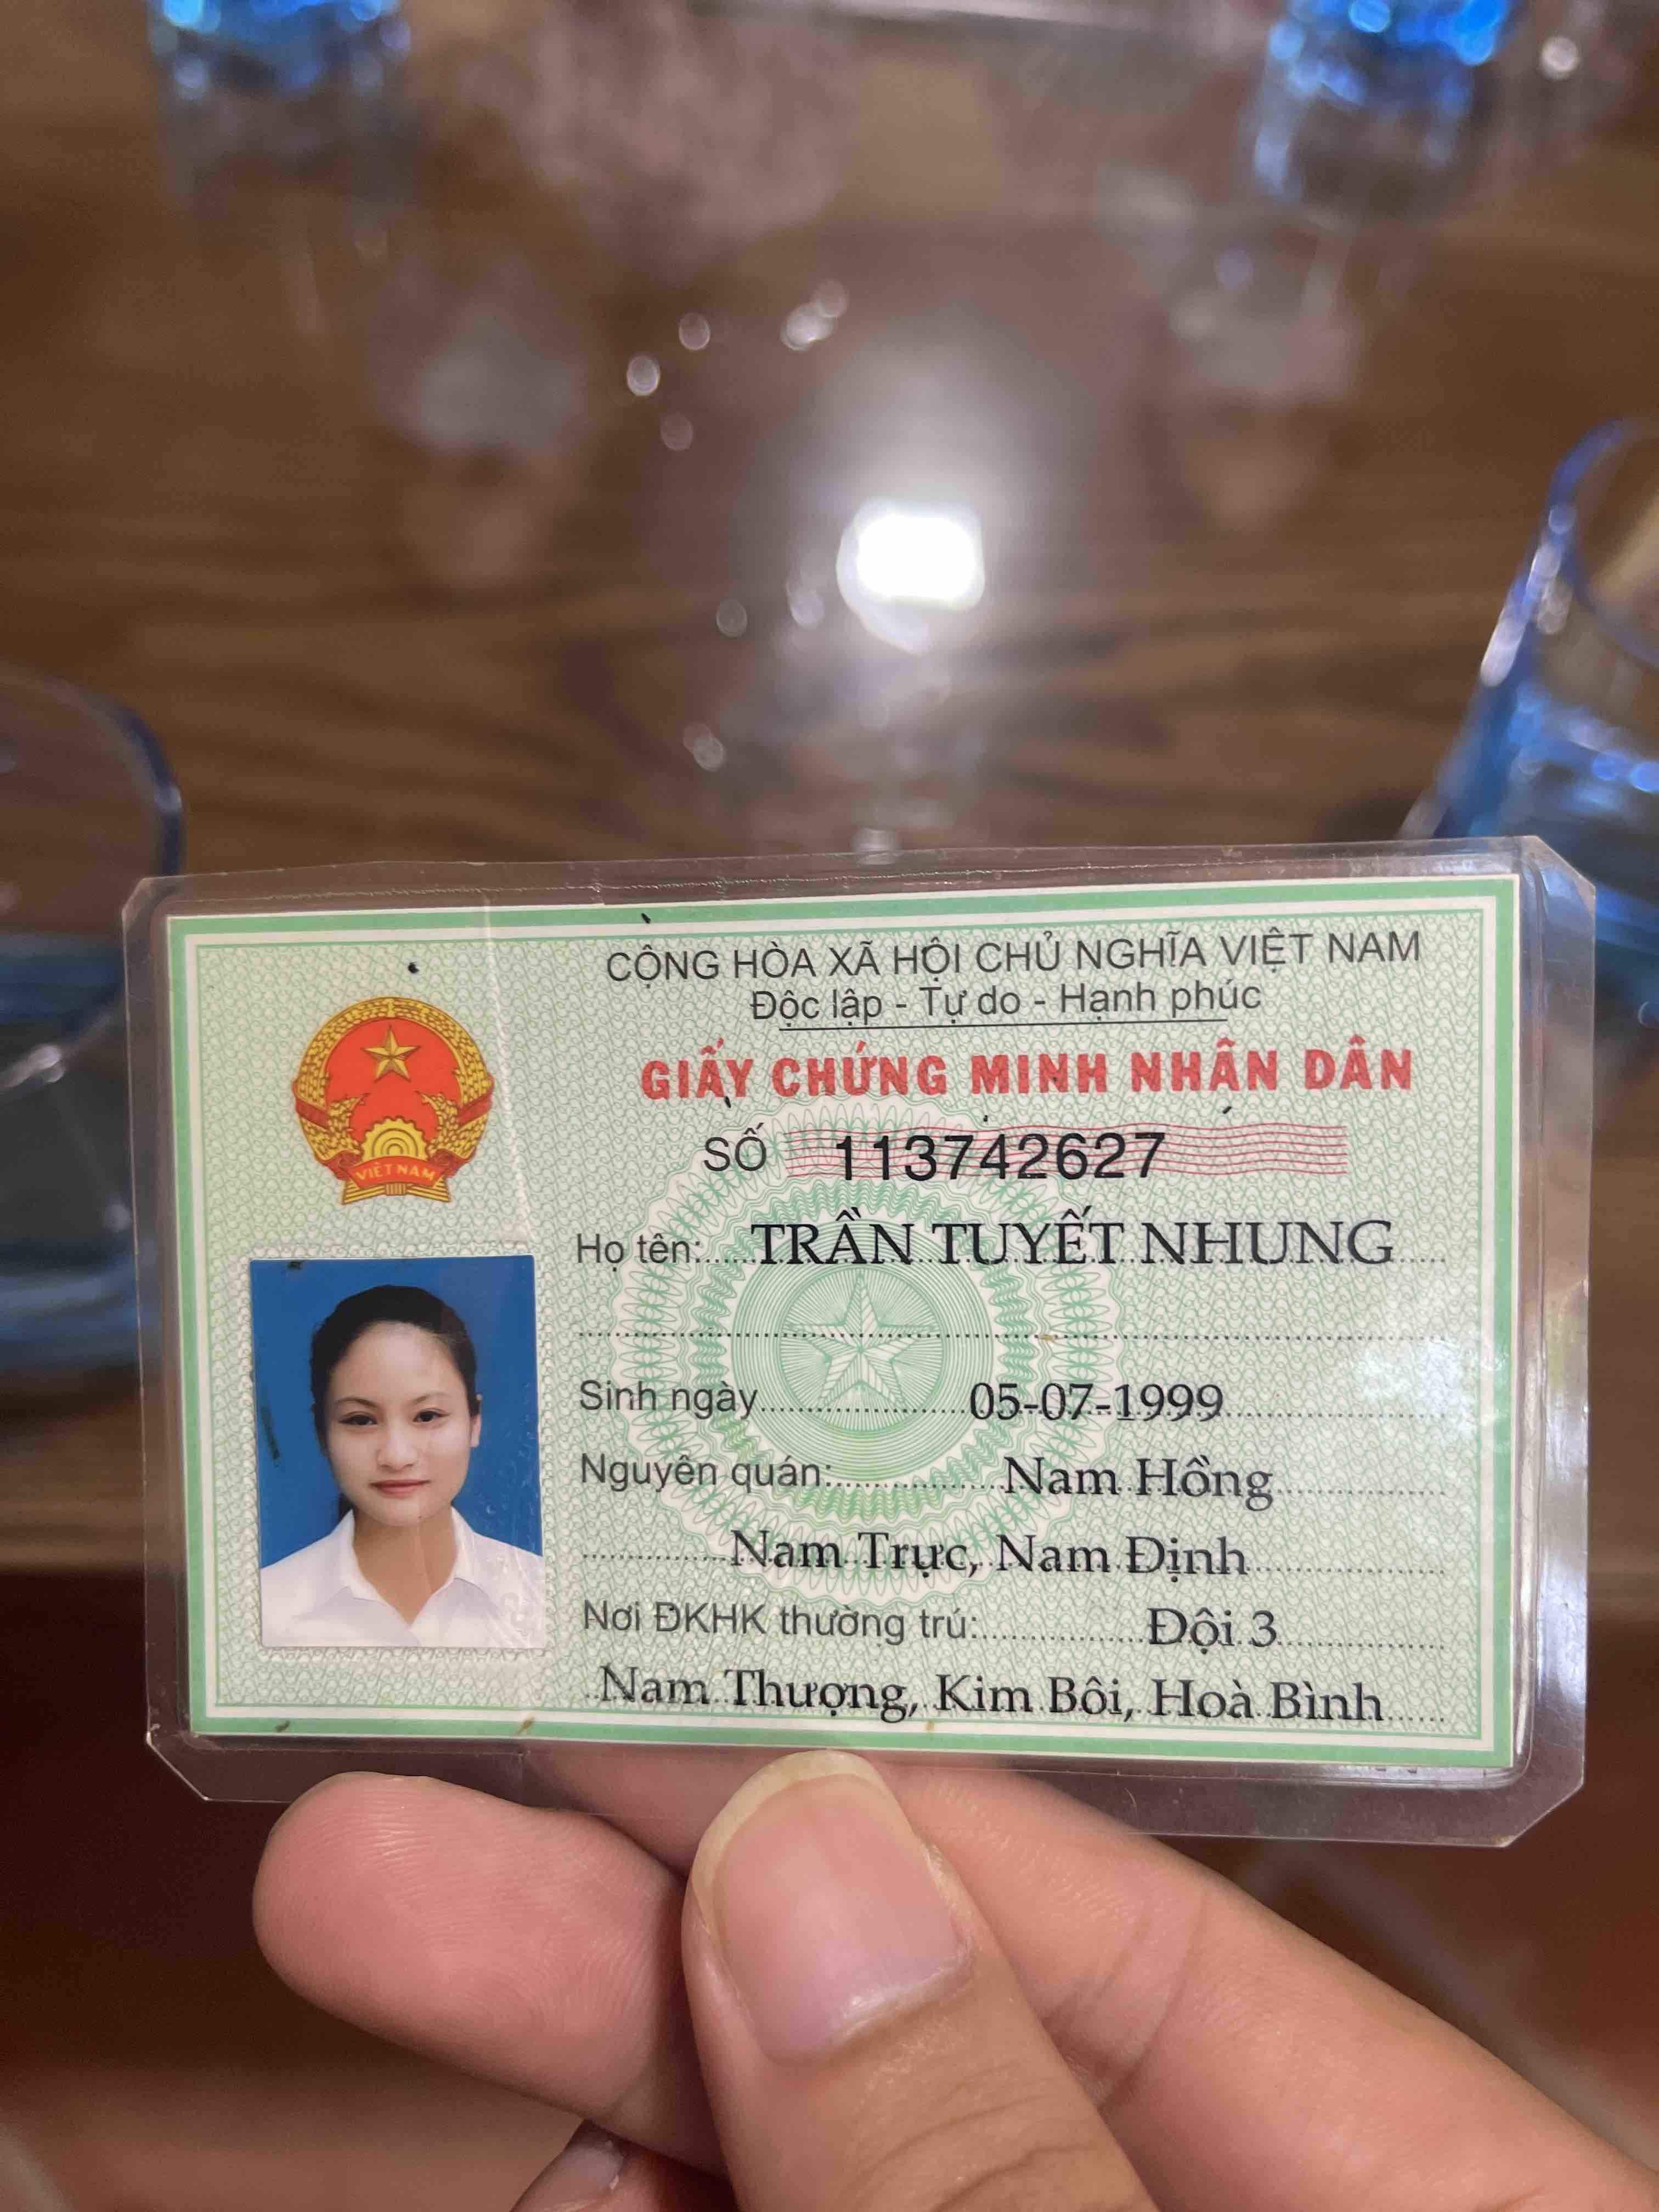 CỘNG HÒA XÃ HỘI CHỦ NGHĨA VIỆT NAM
Độc lập - Tự do - Hạnh phúc
GIẤY CHỨNG MINH NHÂN DÂN
SỐ 113742627
Họ tên: TRẦN TUYẾT NHUNG
Sinh ngày 05-07-1999
Nguyên quán: Nam Hồng
Nam Trực, Nam Định
Nơi ĐKHK thường trú: Đội 3
Nam Thượng, Kim Bôi, Hoà Bình
VIỆT NAM